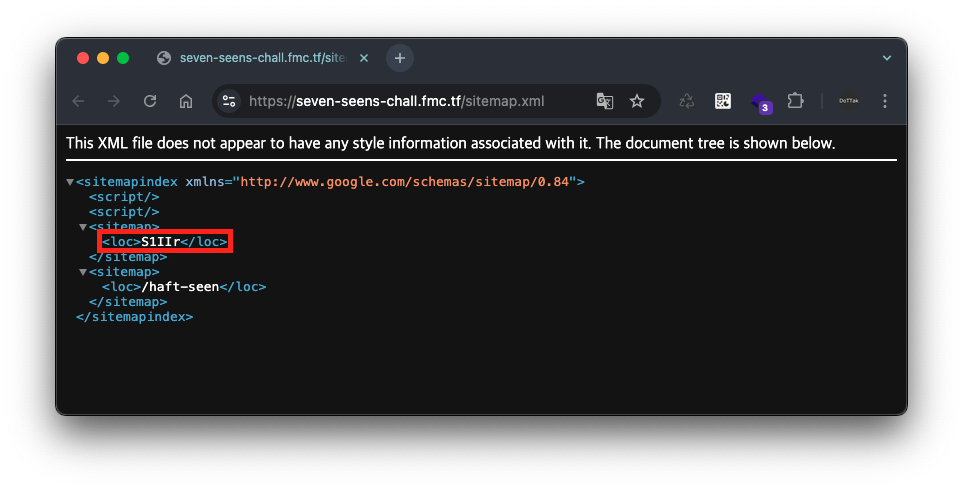 seven-seens-chall.fmc.tf/site
https://seven-seens-chall.fmc.tf/sitemap.xml
3
DoTTak
This XML file does not appear to have any style information associated with it. The document tree is shown below.
<sitemapindex xmlns="http://www.google.com/schemas/sitemap/0.84">
<script/>
<script/>
<sitemap>
<loc>S1IIr</loc>
</sitemap>
<sitemap>
<loc>/haft-seen</loc>
</sitemap>
</sitemapindex>